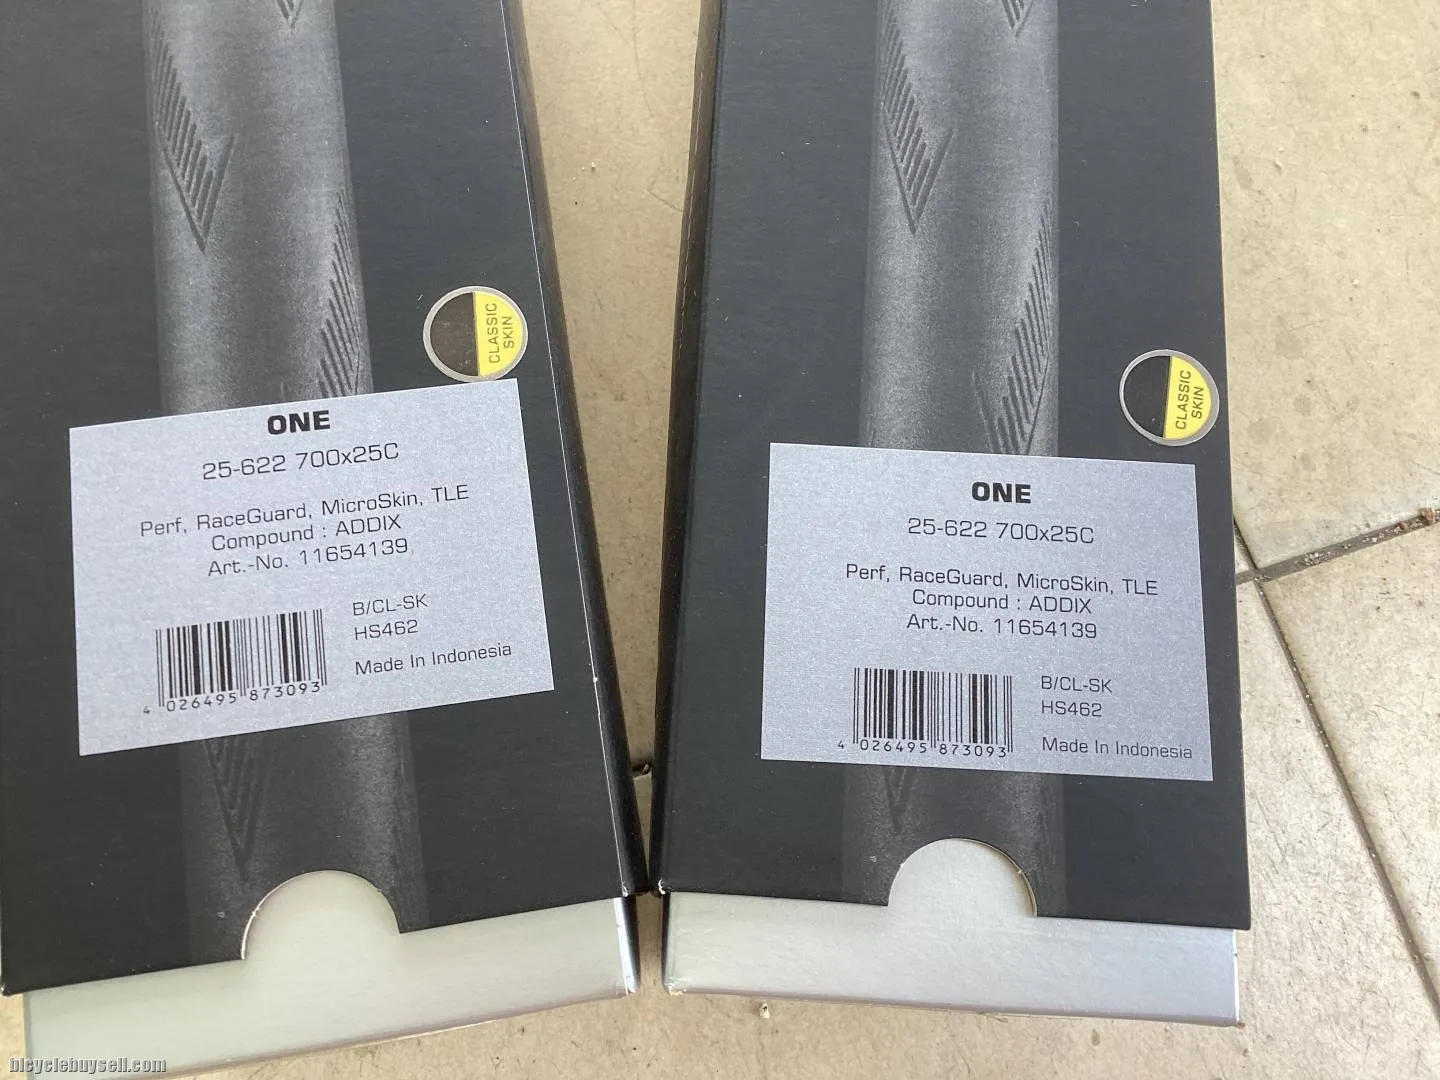 CLASSIC
SKIN
ONE
25-622 700x25C
Perf, RaceGuard, MicroSkin, TLE
Compound : ADDIX
Art.-No. 11654139
B/CL-SK
HS462
Made In Indonesia
4 026495 873093
CLASSIC
SKIN
ONE
25-622 700x25C
Perf, RaceGuard, MicroSkin, TLE
Compound : ADDIX
Art.-No. 11654139
B/CL-SK
HS462
Made In Indonesia
4 026495 873093
bicyclebuysell.com